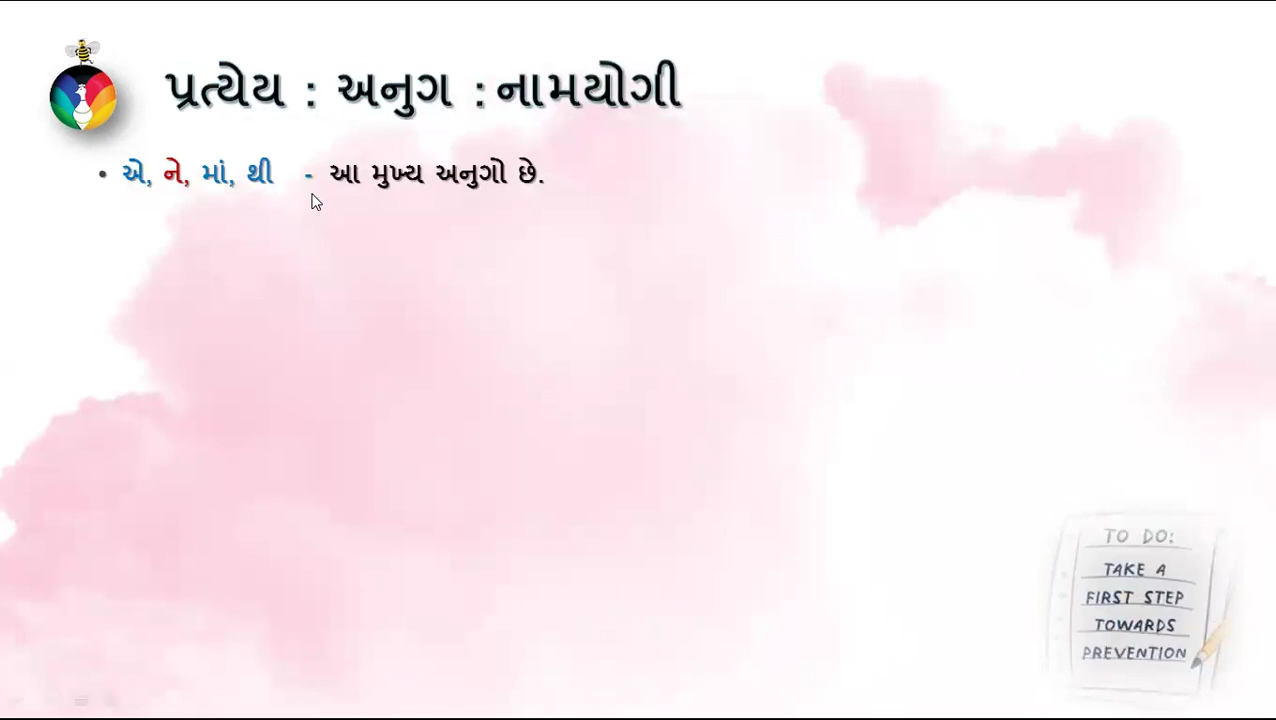 પ્રત્યેય : અનુગ :નામયોગી
• એ, ને, માં, થી - આ મુખ્ય અનુગો છે.
TO DO:
TAKE A
FIRST STEP
TOWARDS
PREVENTION